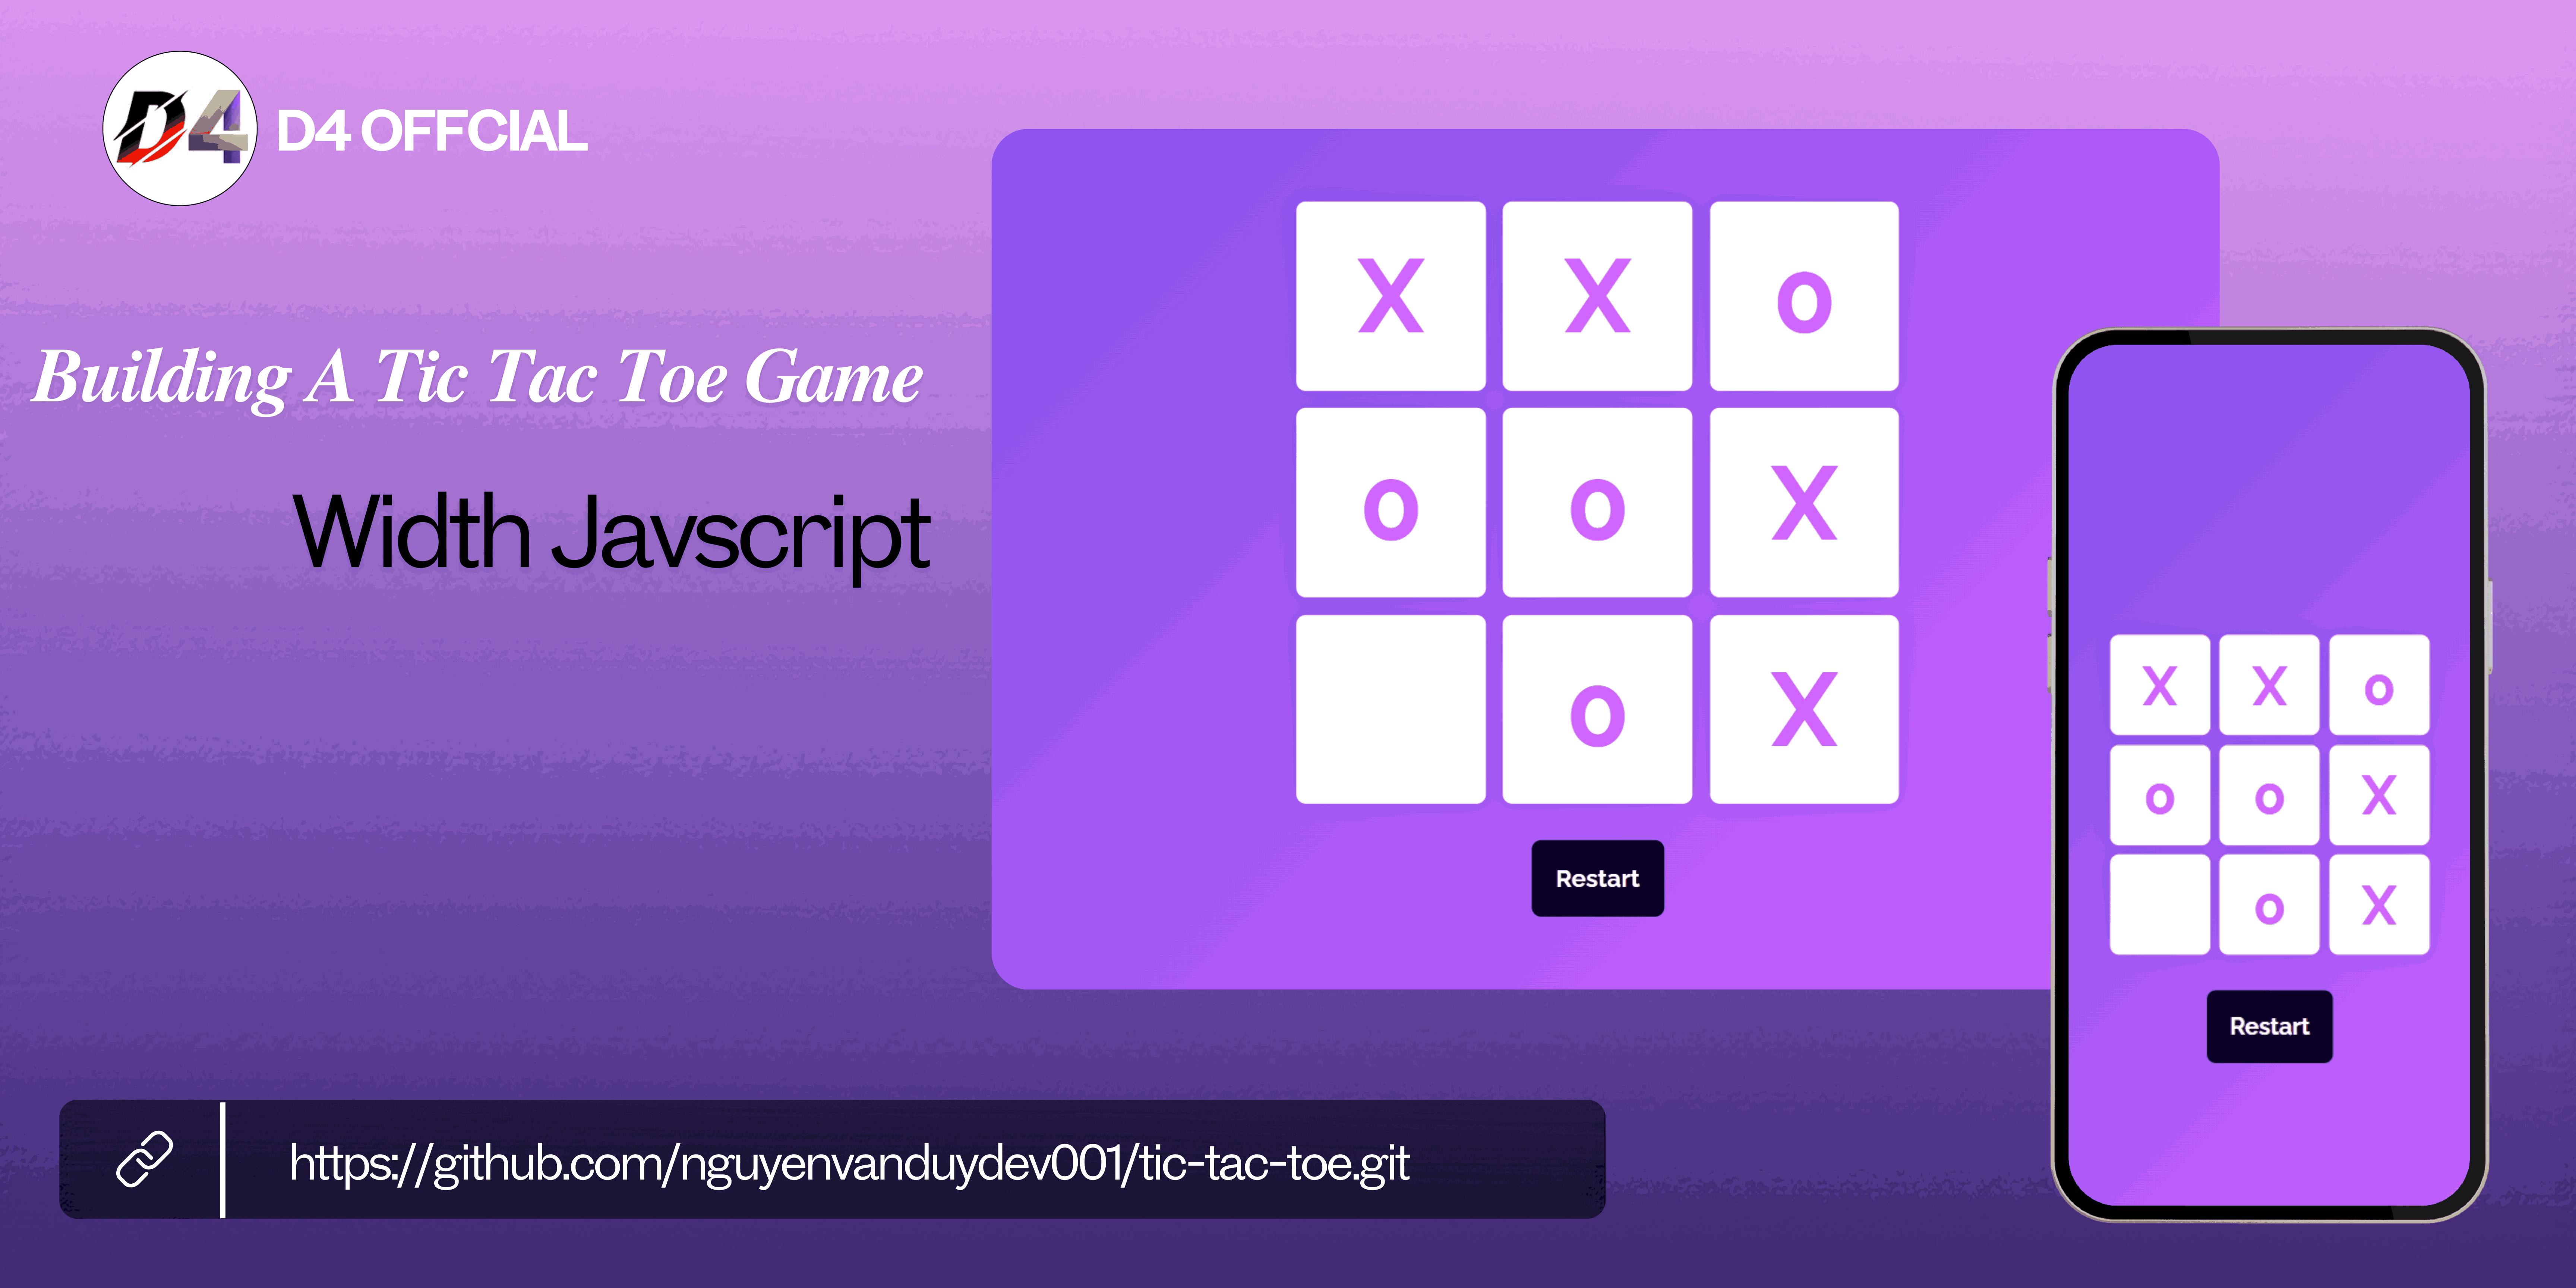 D4
D4 OFFCIAL
Building A Tic Tac Toe Game
Width Javscript
X X O
O O X
O X
Restart
X X O
O O X
O X
Restart
https://github.com/nguyenvanduydev001/tic-tac-toe.git